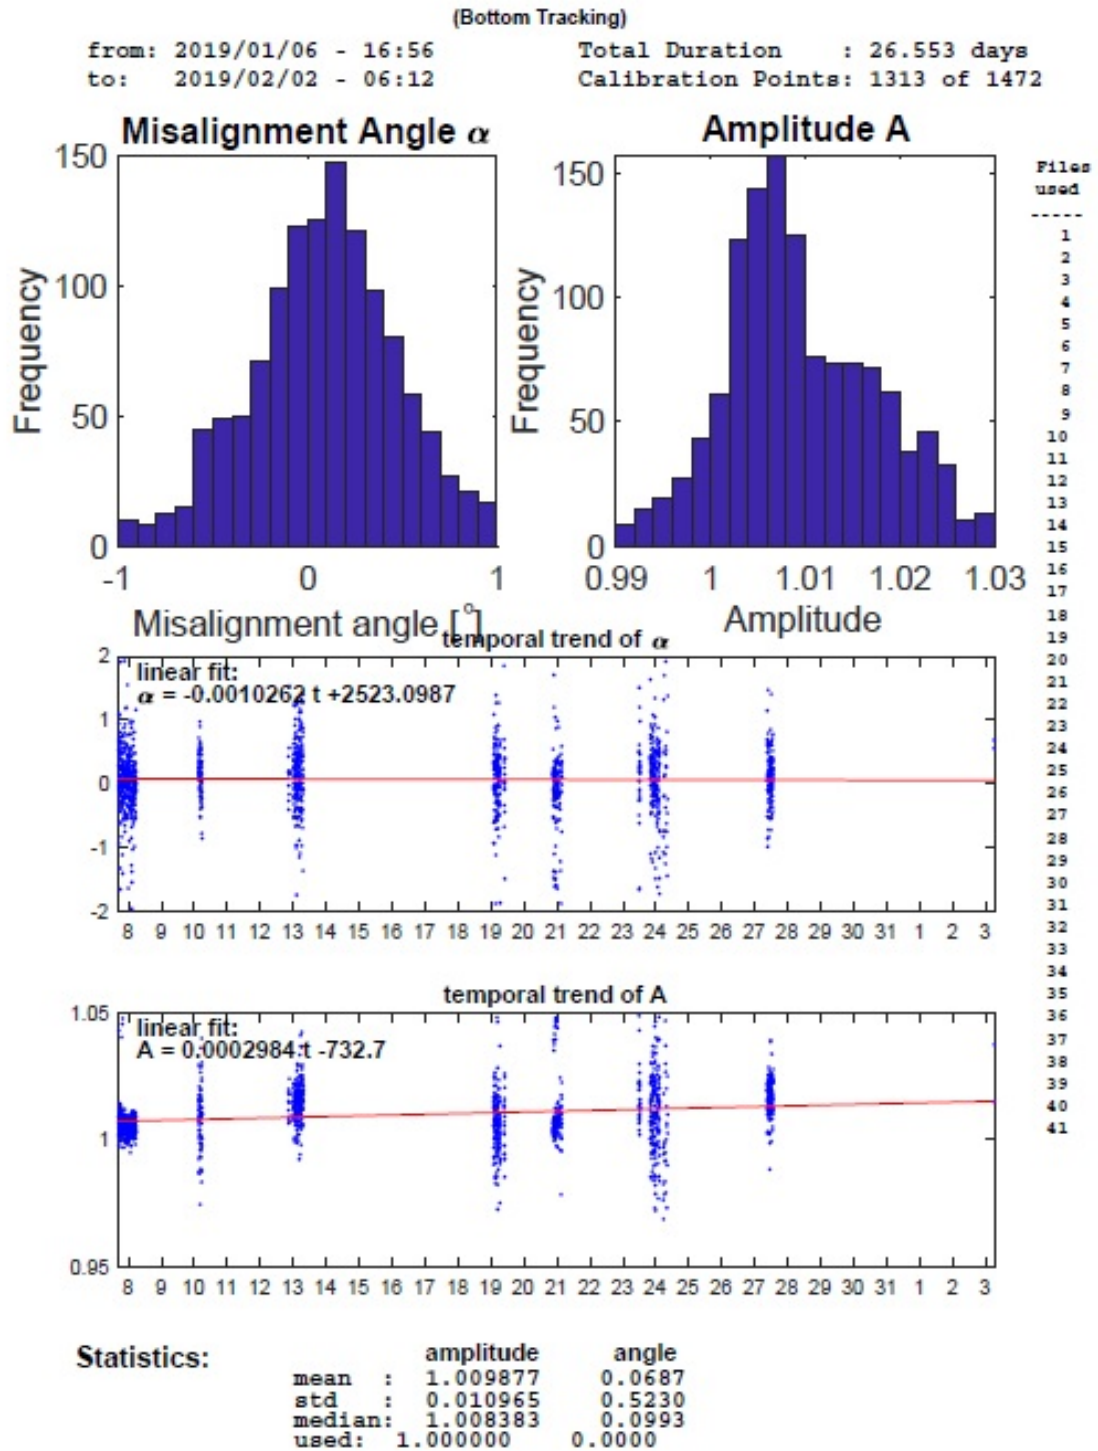 (Bottom Tracking)
from: 2019/01/06 - 16:56
to: 2019/02/02 - 06:12
Total Duration : 26.553 days
Calibration Points: 1313 of 1472
Misalignment Angle α
150
100
50
0
Frequency
-1 0 1
Misalignment angle [°]
Amplitude A
150
100
50
0
Frequency
0.99 1 1.01 1.02 1.03
Amplitude
Files
used
-----
1
2
3
4
5
6
7
8
9
10
11
12
13
14
15
16
17
18
19
20
21
22
23
24
25
26
27
28
29
30
31
32
33
34
35
36
37
38
39
40
41
temporal trend of α
linear fit:
α = -0.0010262 t +2523.0987
2
1
0
-1
-2
8 9 10 11 12 13 14 15 16 17 18 19 20 21 22 23 24 25 26 27 28 29 30 31 1 2 3
temporal trend of A
linear fit:
A = 0.0002984 t -732.7
1.05
1
0.95
8 9 10 11 12 13 14 15 16 17 18 19 20 21 22 23 24 25 26 27 28 29 30 31 1 2 3
Statistics:
amplitude angle
mean : 1.009877 0.0687
std : 0.010965 0.5230
median: 1.008383 0.0993
used: 1.000000 0.0000